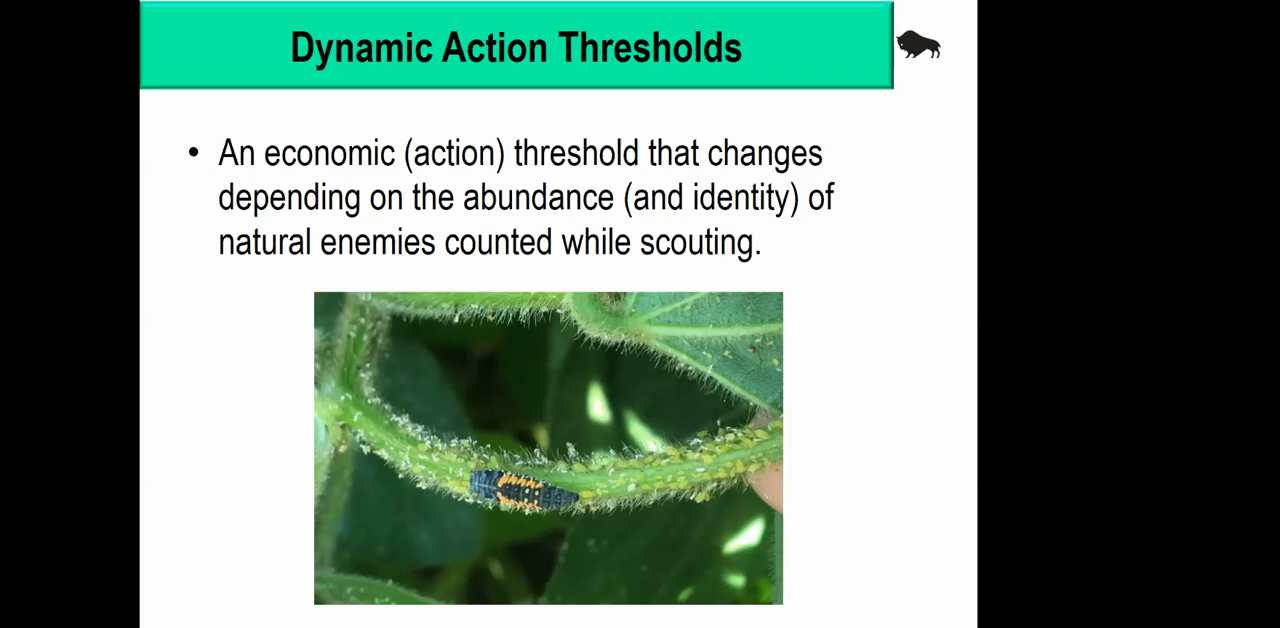 Dynamic Action Thresholds
• An economic (action) threshold that changes
depending on the abundance (and identity) of
natural enemies counted while scouting.